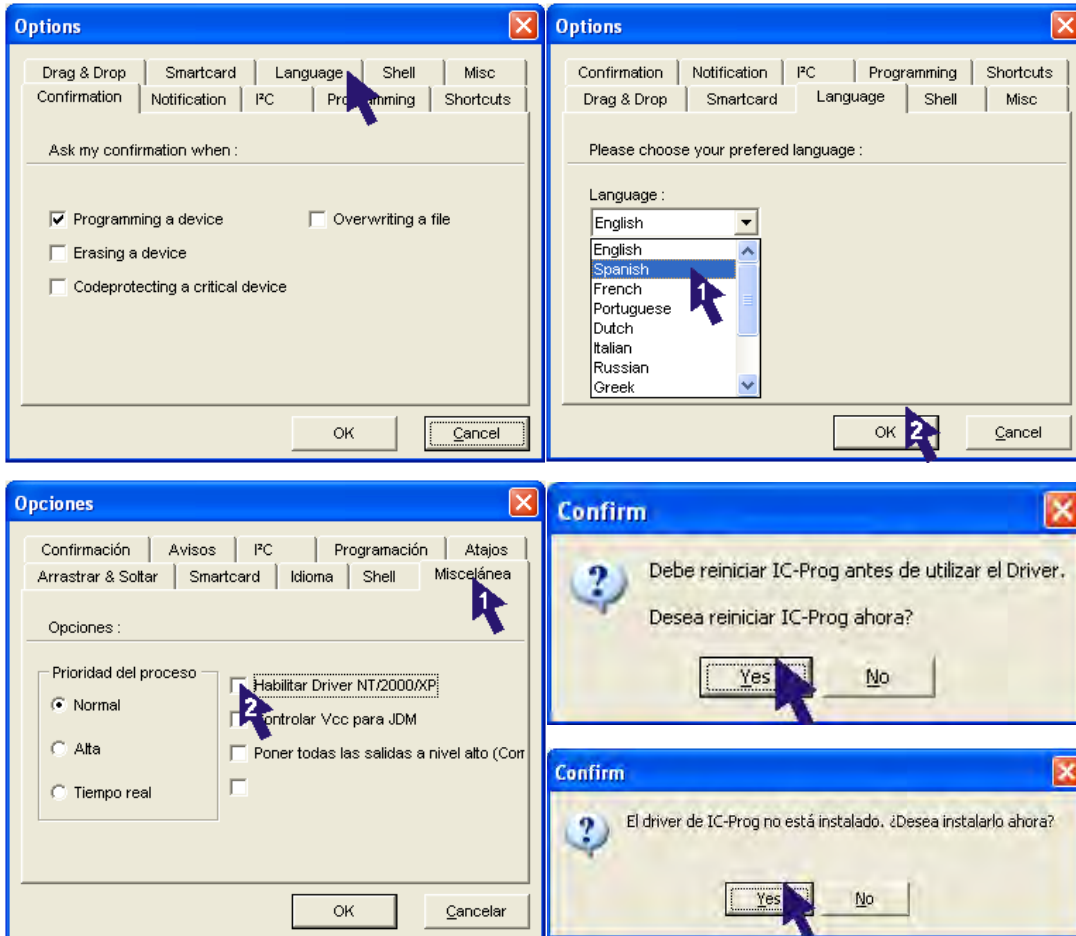 Options
Drag & Drop Smartcard Language Shell Misc
Confirmation Notification I²C Programming Shortcuts
Ask my confirmation when :
Programming a device Overwriting a file
Erasing a device
Codeprotecting a critical device
OK Cancel
Options
Confirmation Notification I²C Programming Shortcuts
Drag & Drop Smartcard Language Shell Misc
Please choose your prefered language :
Language :
English
English
Spanish
French
Portuguese
Dutch
Italian
Russian
Greek
1
OK Cancel
2
Opciones
Confirmación Avisos I²C Programación Atajos
Arrastrar & Soltar Smartcard Idioma Shell Miscelánea
1
Opciones :
Prioridad del proceso
Normal
Alta
Tiempo real
Habilitar Driver NT/2000/XP
2
Controlar Vcc para JDM
Poner todas las salidas a nivel alto (Com
OK Cancelar
Confirm
Debe reiniciar IC-Prog antes de utilizar el Driver.
Desea reiniciar IC-Prog ahora?
Yes No
Confirm
El driver de IC-Prog no está instalado. ¿Desea instalarlo ahora?
Yes No